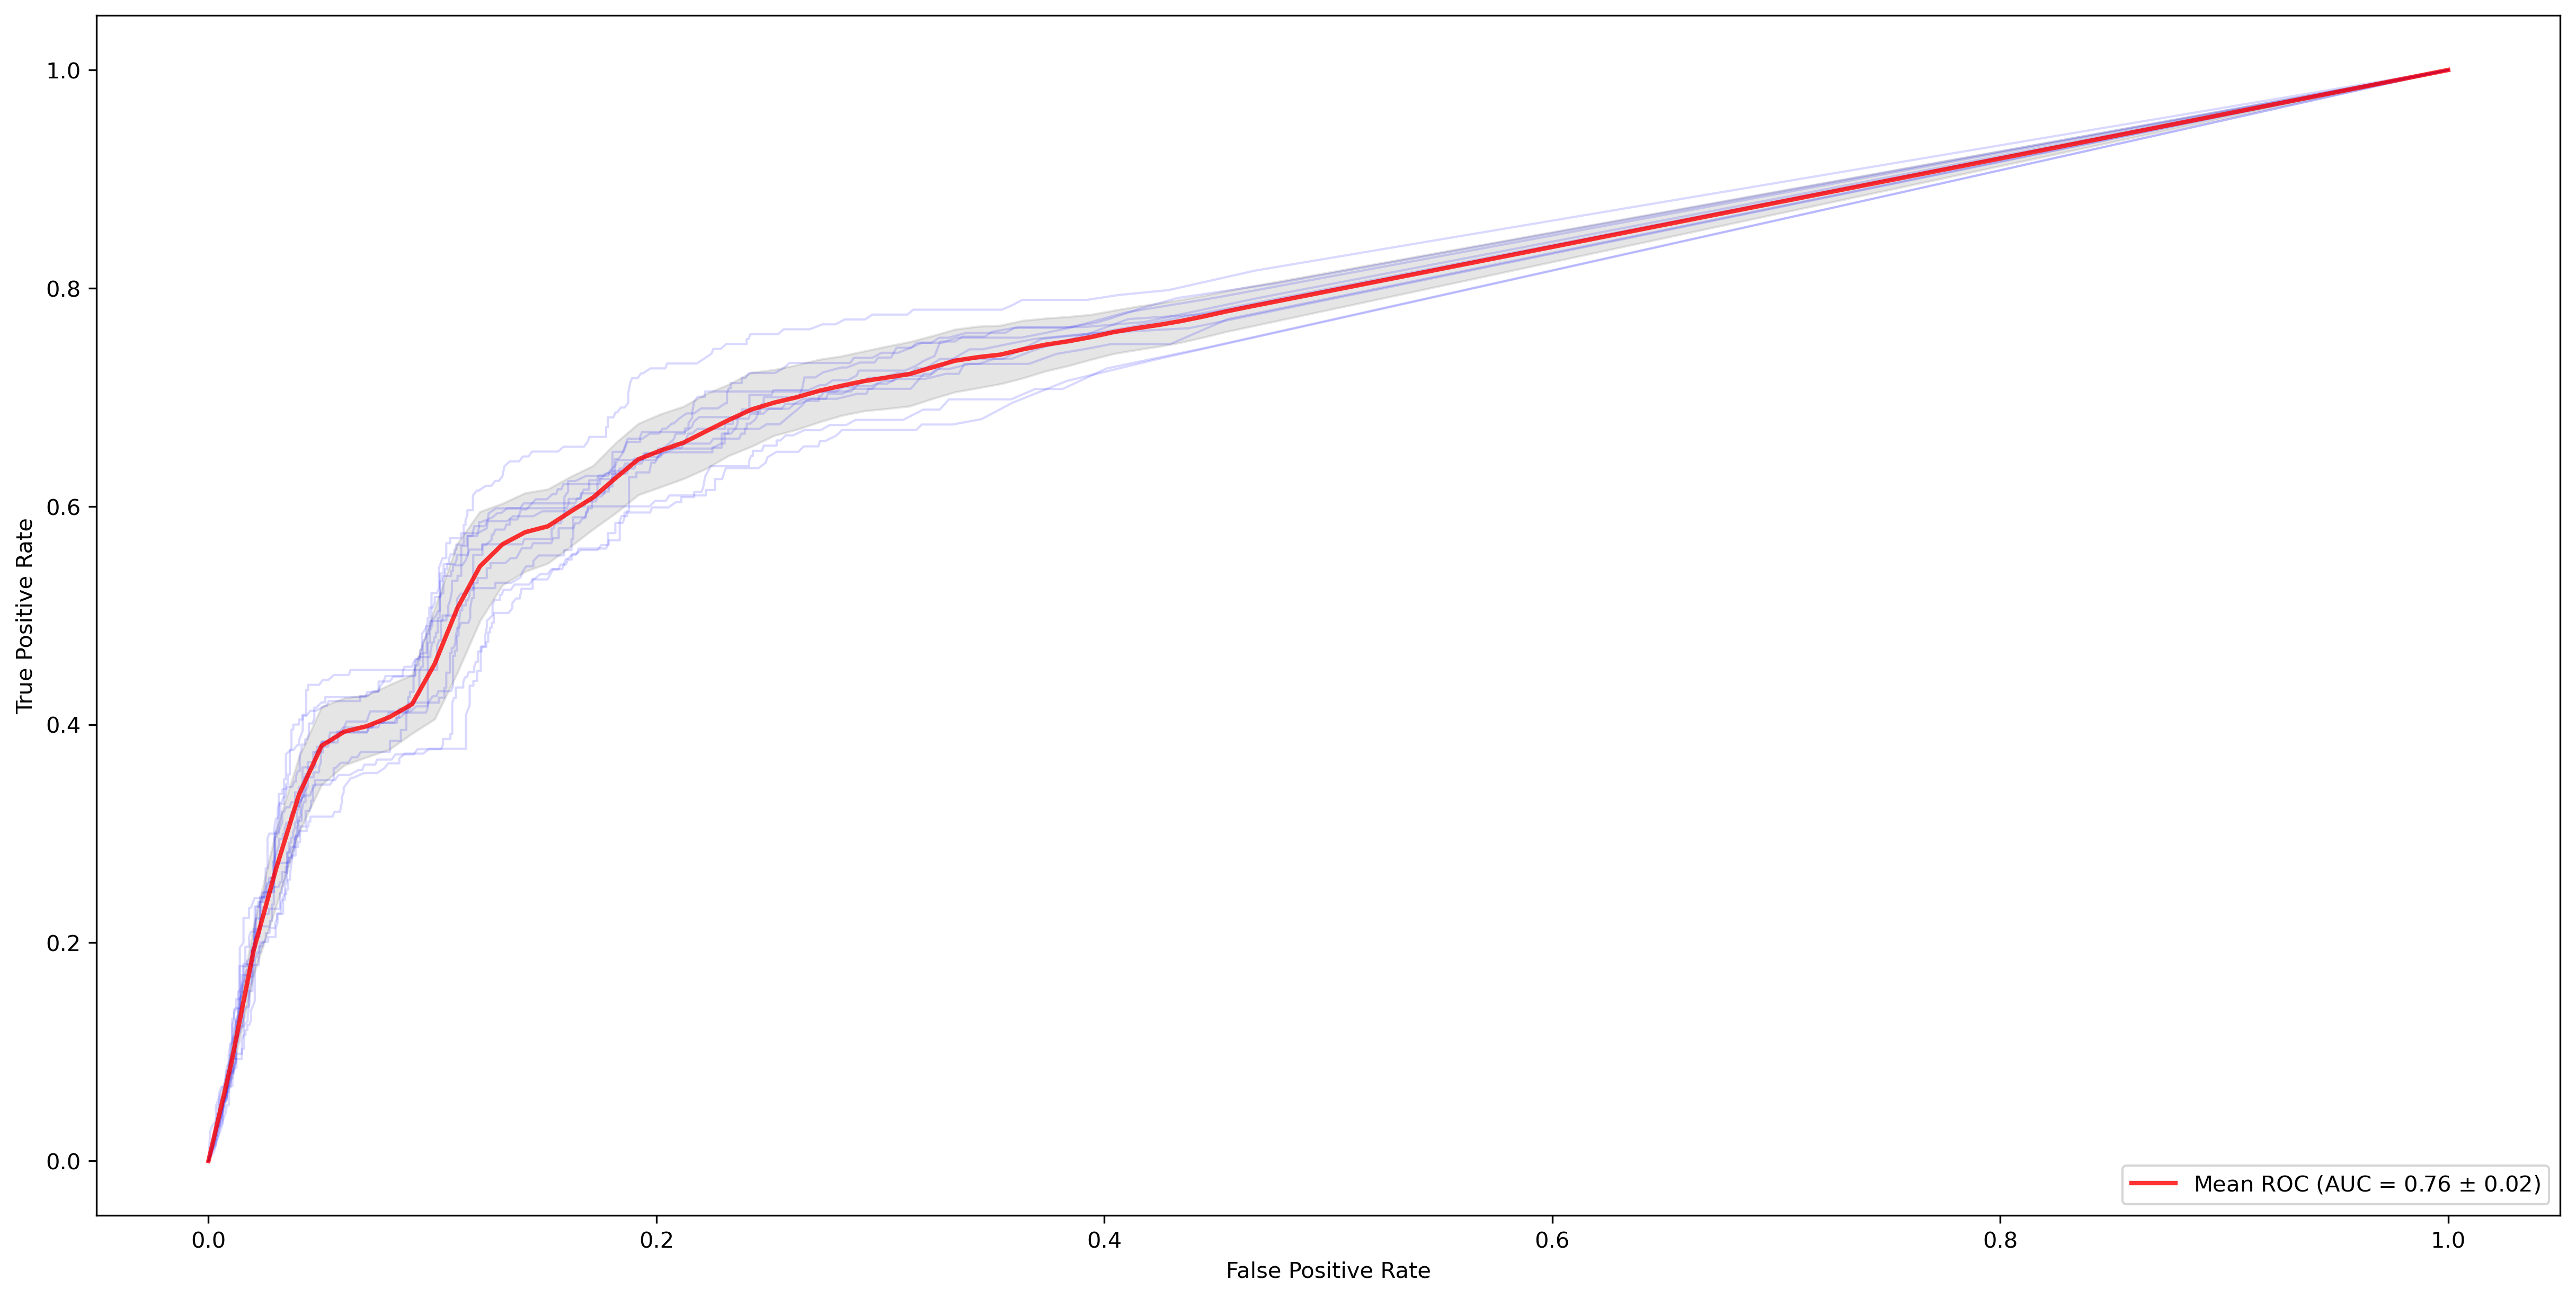 1.0
0.8
0.6
0.4
0.2
0.0
True Positive Rate
Mean ROC (AUC = 0.76 ± 0.02)
0.0 0.2 0.4 0.6 0.8 1.0
False Positive Rate